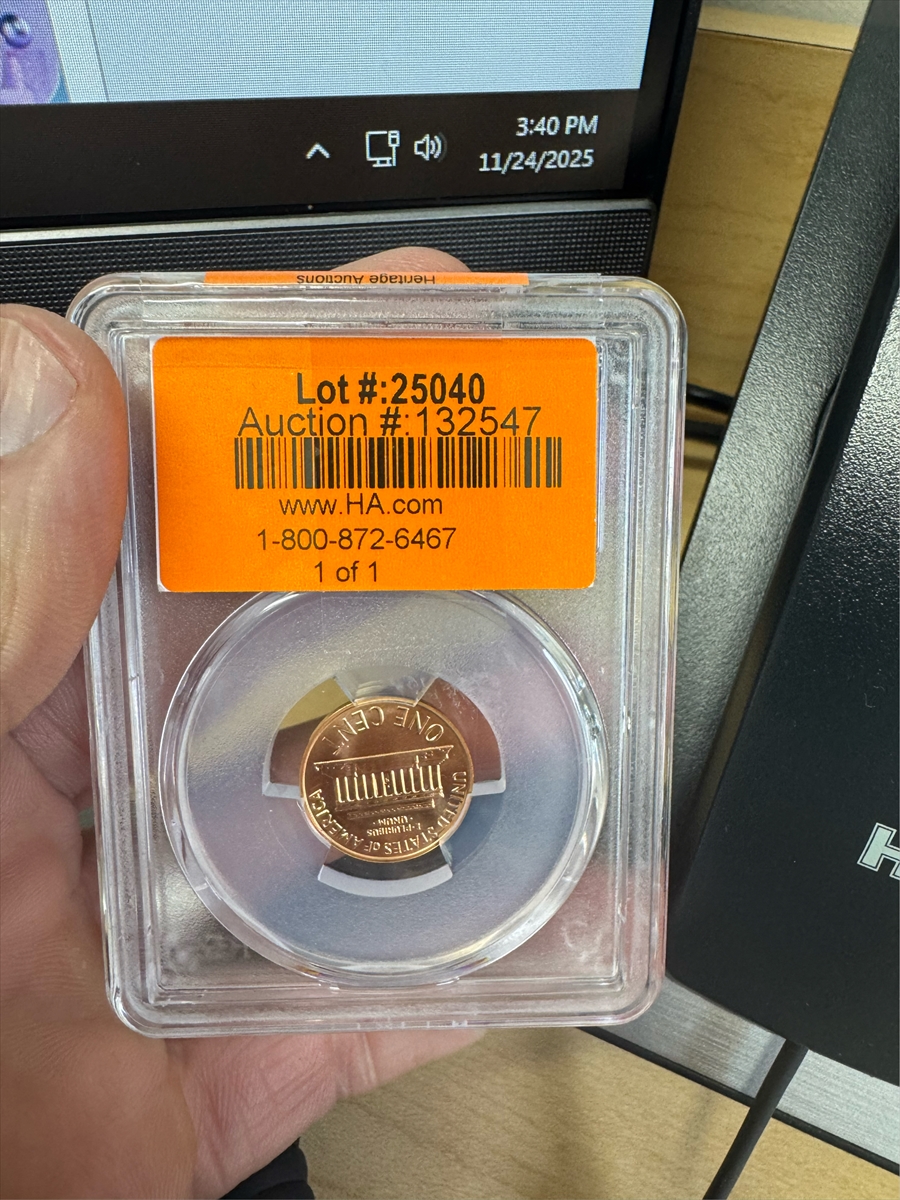 3:40 PM
11/24/2025
Heritage Auctions
Lot #:25040
Auction #:132547
www.HA.com
1-800-872-6467
1 of 1
UNITED STATES oF AMERICA
·E·PLURIBUS
·UNUM·
ONE CENT
H